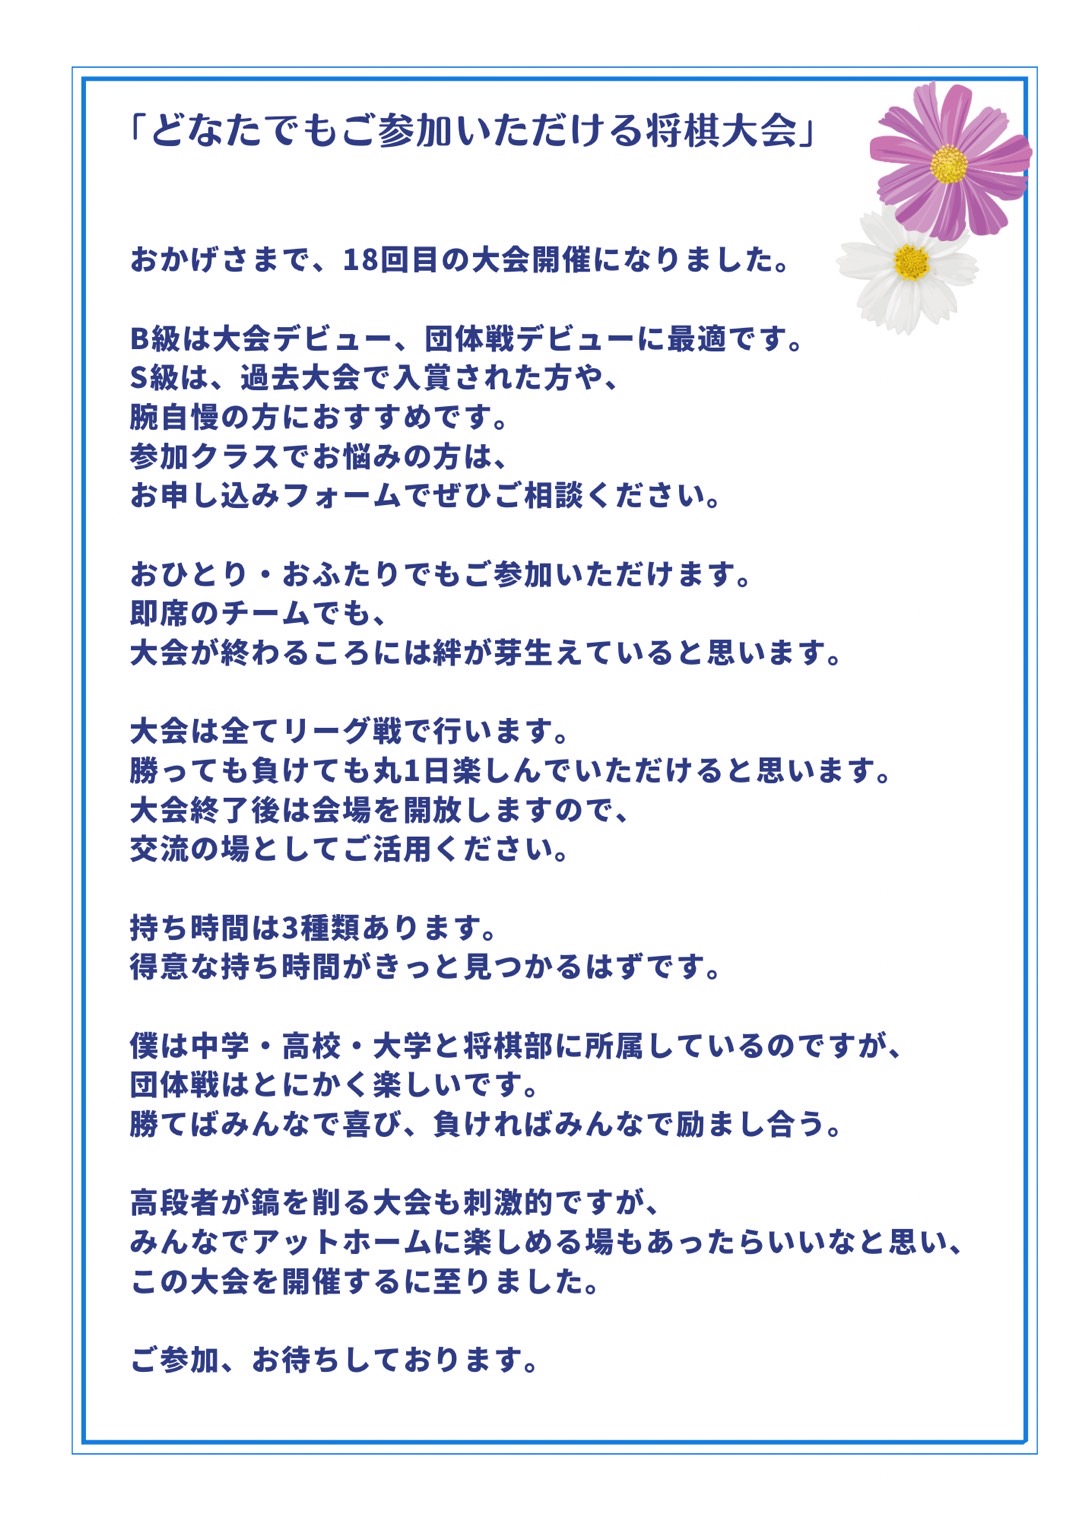 「どなたでもご参加いただける将棋大会」
おかげさまで、18回目の大会開催になりました。
B級は大会デビュー、団体戦デビューに最適です。
S級は、過去大会で入賞された方や、
腕自慢の方におすすめです。
参加クラスでお悩みの方は、
お申し込みフォームでぜひご相談ください。
おひとり・おふたりでもご参加いただけます。
即席のチームでも、
大会が終わるころには絆が芽生えていると思います。
大会は全てリーグ戦で行います。
勝っても負けても丸1日楽しんでいただけると思います。
大会終了後は会場を開放しますので、
交流の場としてご活用ください。
持ち時間は3種類あります。
得意な持ち時間がきっと見つかるはずです。
僕は中学・高校・大学と将棋部に所属しているのですが、
団体戦はとにかく楽しいです。
勝てばみんなで喜び、負ければみんなで励まし合う。
高段者が鎬を削る大会も刺激的ですが、
みんなでアットホームに楽しめる場もあったらいいなと思い、
この大会を開催するに至りました。
ご参加、お待ちしております。